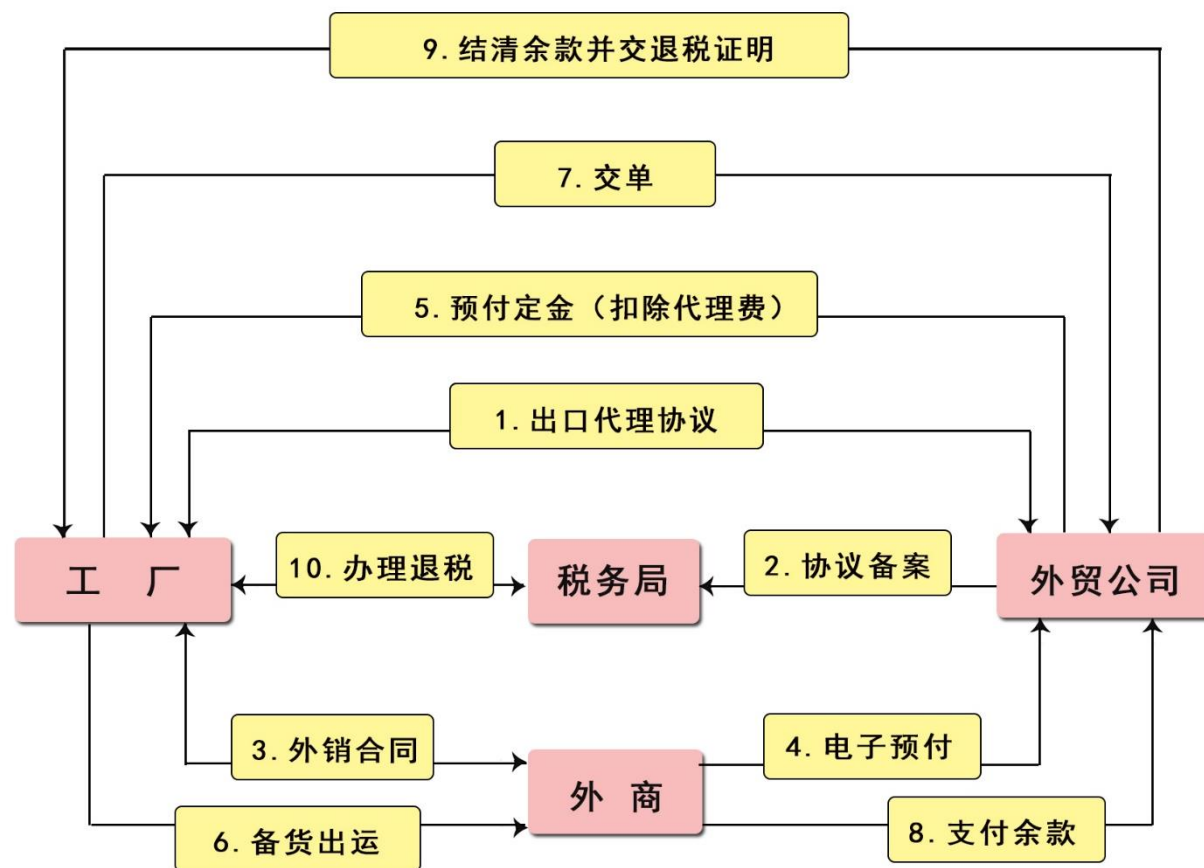 9.结清余款并交退税证明
7.交单
5.预付定金（扣除代理费）
1.出口代理协议
工 厂
10.办理退税
税务局
2.协议备案
外贸公司
3.外销合同
外 商
4.电子预付
6.备货出运
8.支付余款